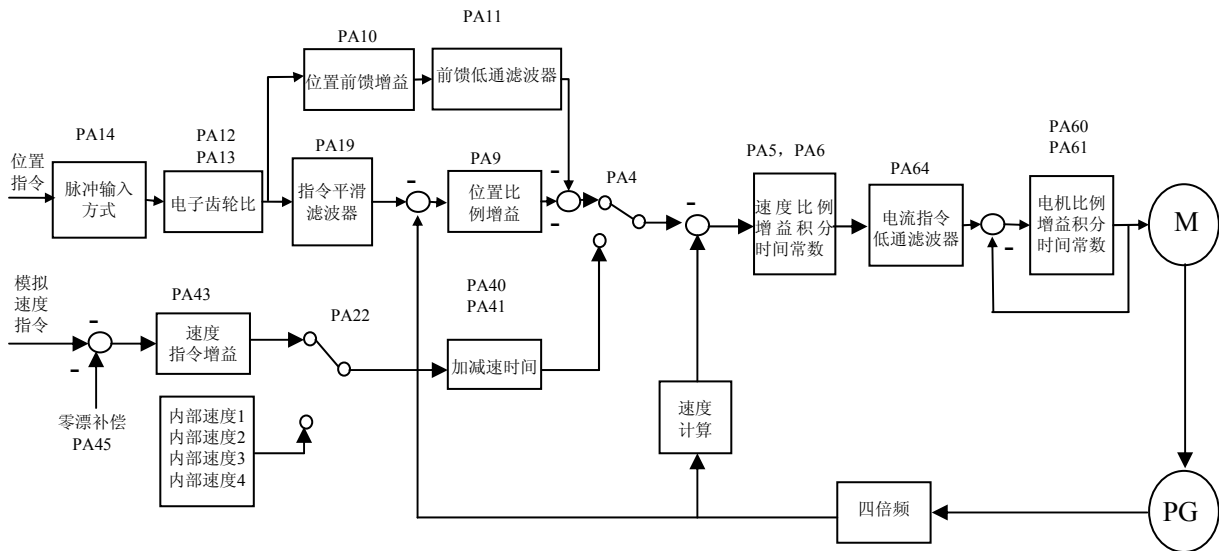 PA11
PA10
位置前馈增益
前馈低通滤波器
PA14
PA12
PA13
PA19
PA9
PA4
PA5，PA6
PA64
PA60
PA61
位置
指令
脉冲输入
方式
电子齿轮比
指令平滑
滤波器
-
位置比
例增益
-
-
-
速度比例
增益积分
时间常数
电流指令
低通滤波器
-
电机比例
增益积分
时间常数
M
模拟
速度
指令
PA43
-
-
速度
指令增益
PA22
PA40
PA41
加减速时间
零漂补偿
PA45
内部速度1
内部速度2
内部速度3
内部速度4
速度
计算
四倍频
PG